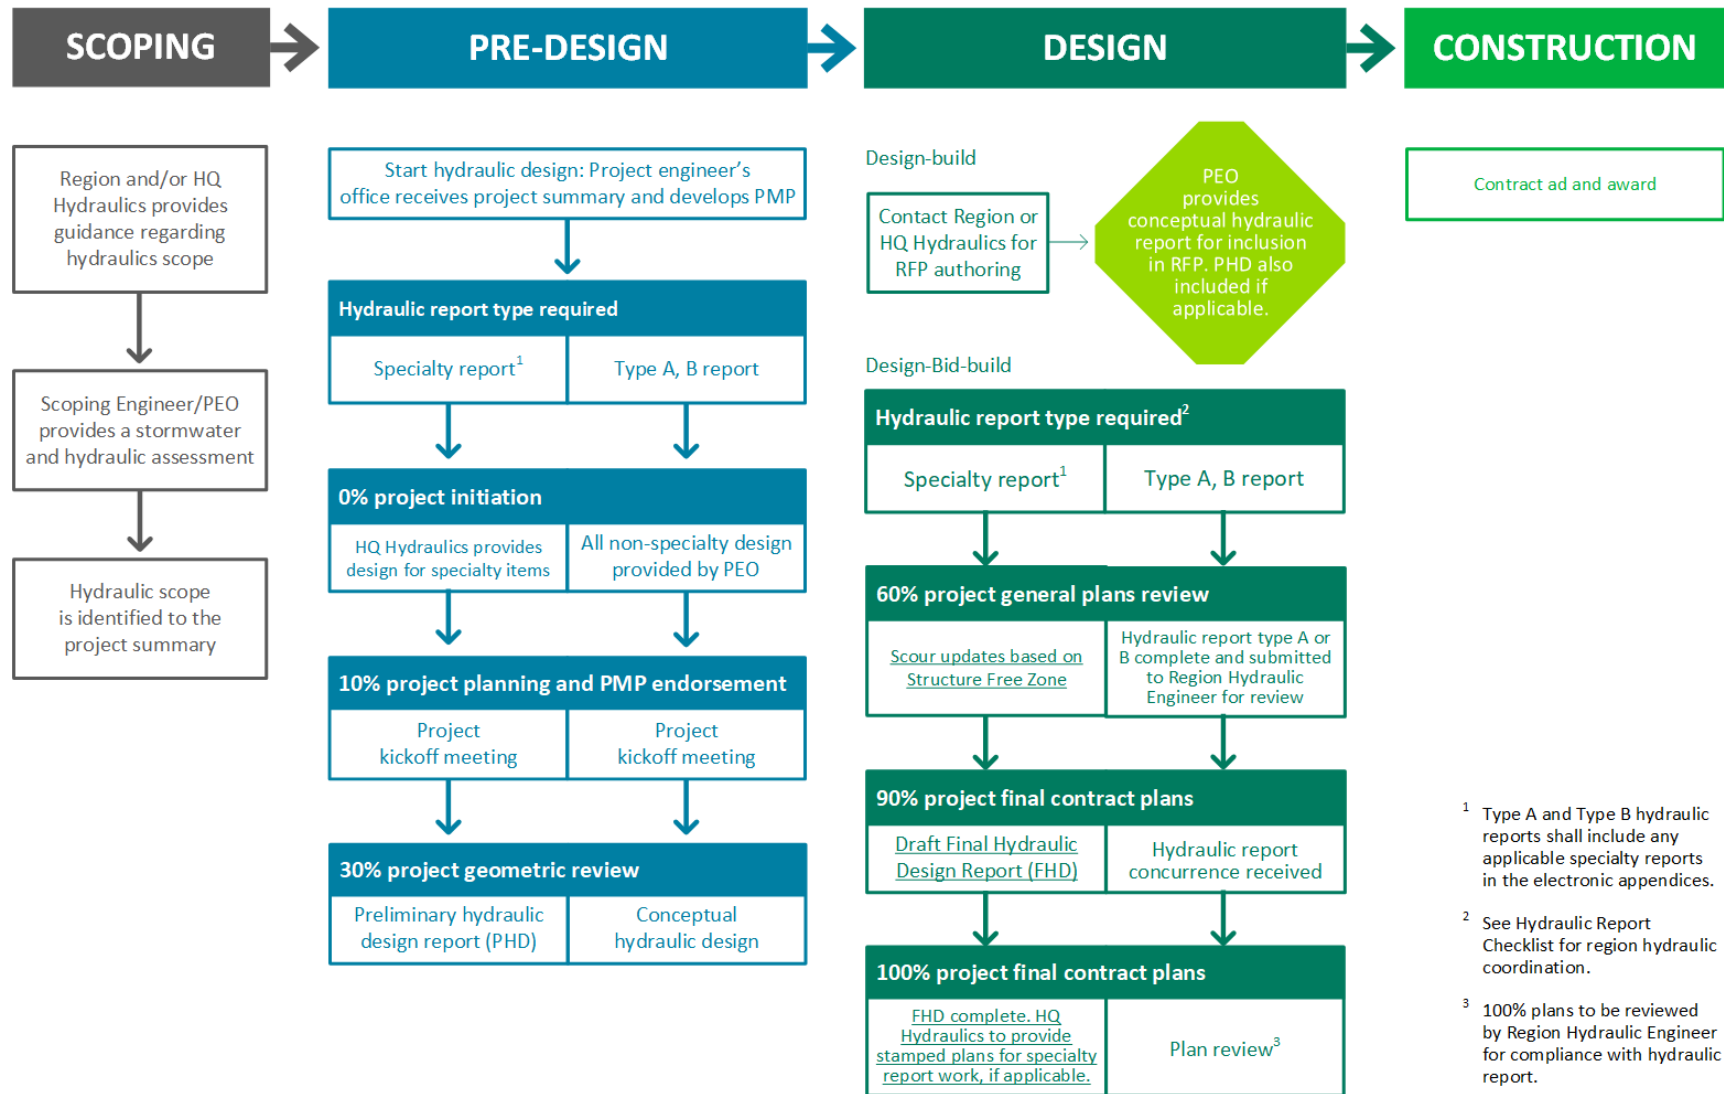 SCOPING
PRE-DESIGN
DESIGN
CONSTRUCTION
Region and/or HQ
Hydraulics provides
guidance regarding
hydraulics scope
Scoping Engineer/PEO
provides a stormwater
and hydraulic assessment
Hydraulic scope
is identified to the
project summary
Start hydraulic design: Project engineer's
office receives project summary and develops PMP
Hydraulic report type required
Specialty report1
Type A, B report
0% project initiation
HQ Hydraulics provides
design for specialty items
All non-specialty design
provided by PEO
10% project planning and PMP endorsement
Project
kickoff meeting
Project
kickoff meeting
30% project geometric review
Preliminary hydraulic
design report (PHD)
Conceptual
hydraulic design
Design-build
Contact Region or
HQ Hydraulics for
RFP authoring
PEO
provides
conceptual hydraulic
report for inclusion
in RFP. PHD also
included if
applicable.
Design-Bid-build
Hydraulic report type required2
Specialty report1
Type A, B report
60% project general plans review
Scour updates based on
Structure Free Zone
Hydraulic report type A or
B complete and submitted
to Region Hydraulic
Engineer for review
90% project final contract plans
Draft Final Hydraulic
Design Report (FHD)
Hydraulic report
concurrence received
100% project final contract plans
FHD complete. HQ
Hydraulics to provide
stamped plans for specialty
report work, if applicable.
Plan review3
Contract ad and award
1 Type A and Type B hydraulic
reports shall include any
applicable specialty reports
in the electronic appendices.
2 See Hydraulic Report
Checklist for region hydraulic
coordination.
3 100% plans to be reviewed
by Region Hydraulic Engineer
for compliance with hydraulic
report.